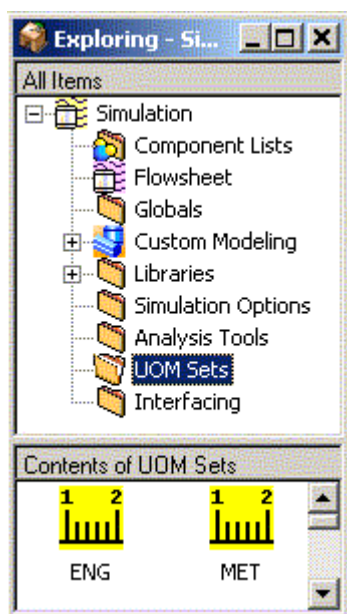 Exploring - Si...
All Items
Simulation
Component Lists
Flowsheet
Globals
Custom Modeling
Libraries
Simulation Options
Analysis Tools
UOM Sets
Interfacing
Contents of UOM Sets
1 2 1 2
ENG MET